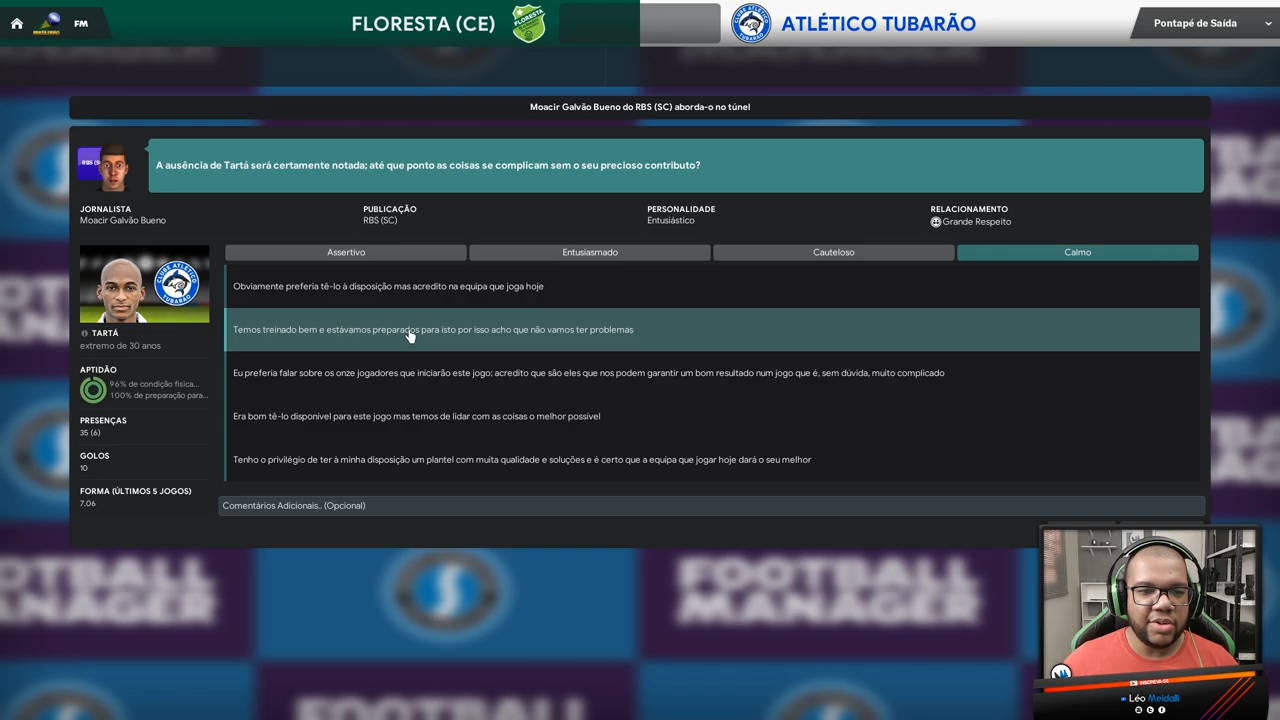 FM
FLORESTA (CE)
FLORESTA
ATLÉTICO TUBARÃO
Pontapé de Saída
Moacir Galvão Bueno do RBS (SC) aborda-o no túnel
RBS (S
A ausência de Tartá será certamente notada; até que ponto as coisas se complicam sem o seu precioso contributo?
JORNALISTA
Moacir Galvão Bueno
PUBLICAÇÃO
RBS (SC)
PERSONALIDADE
Entusiástico
RELACIONAMENTO
Grande Respeito
Assertivo
Entusiasmado
Cauteloso
Calmo
Obviamente preferia tê-lo à disposição mas acredito na equipa que joga hoje
Temos treinado bem e estávamos preparados para isto por isso acho que não vamos ter problemas
Eu preferia falar sobre os onze jogadores que iniciarão este jogo; acredito que são eles que nos podem garantir um bom resultado num jogo que é, sem dúvida, muito complicado
Era bom tê-lo disponível para este jogo mas temos de lidar com as coisas o melhor possível
Tenho o privilégio de ter à minha disposição um plantel com muita qualidade e soluções e é certo que a equipa que jogar hoje dará o seu melhor
TARTÁ
extremo de 30 anos
APTIDÃO
96% de condição física...
100% de preparação para...
PRESENÇAS
35 (6)
GOLOS
10
FORMA (ÚLTIMOS 5 JOGOS)
7.06
Comentários Adicionais.. (Opcional)
FOOTBALL
MANAGER
INSCREVA-SE
Léo Meidalli